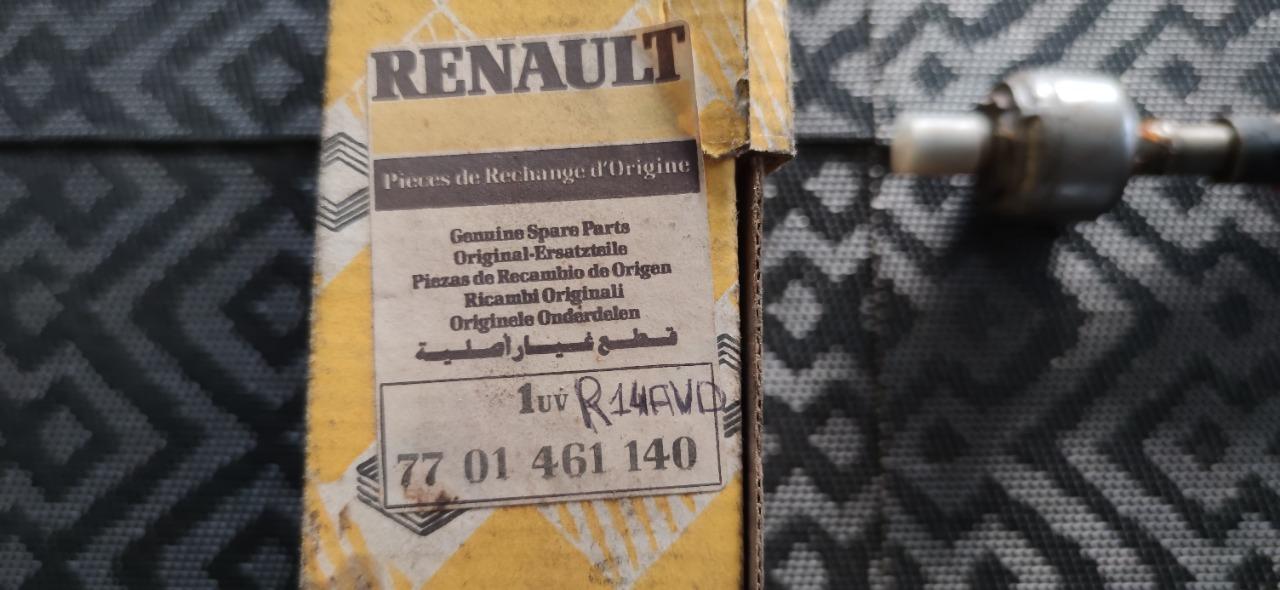 RENAULT
Pieces de Rechange d'Origine
Genuine Spare Parts
Original-Ersatzteile
Piezas de Recambio de Origen
Ricambi Originali
Originele Onderdelen
قطع غيار أصلية
1UV R14AVD
77 01 461 140